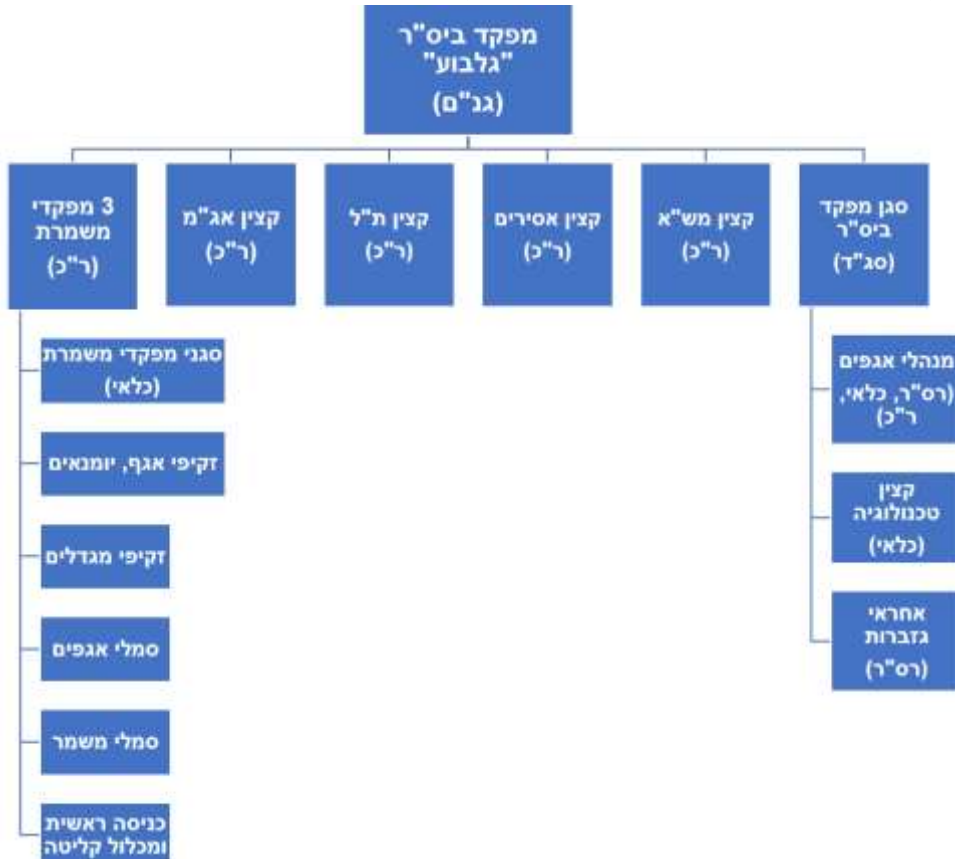 מפקד ביס"ר
"גלבוע"
(גנ"ם)
סגן מפקד
ביס"ר
(סג"ד)
קצין מש"א
(ר"כ)
קצין אסירים
(ר"כ)
קצין ת"ל
(ר"כ)
קצין אג"מ
(ר"כ)
3 מפקדי
משמרת
(ר"כ)
מנהלי אגפים
(רס"ר, כלאי,
ר"כ)
קצין
טכנולוגיה
(כלאי)
אחראי
גזברות
(רס"ר)
סגני מפקדי משמרת
(כלאי)
זקיפי אגף, יומנאים
זקיפי מגדלים
סמלי אגפים
סמלי משמר
כניסה ראשית
ומכלול קליטה